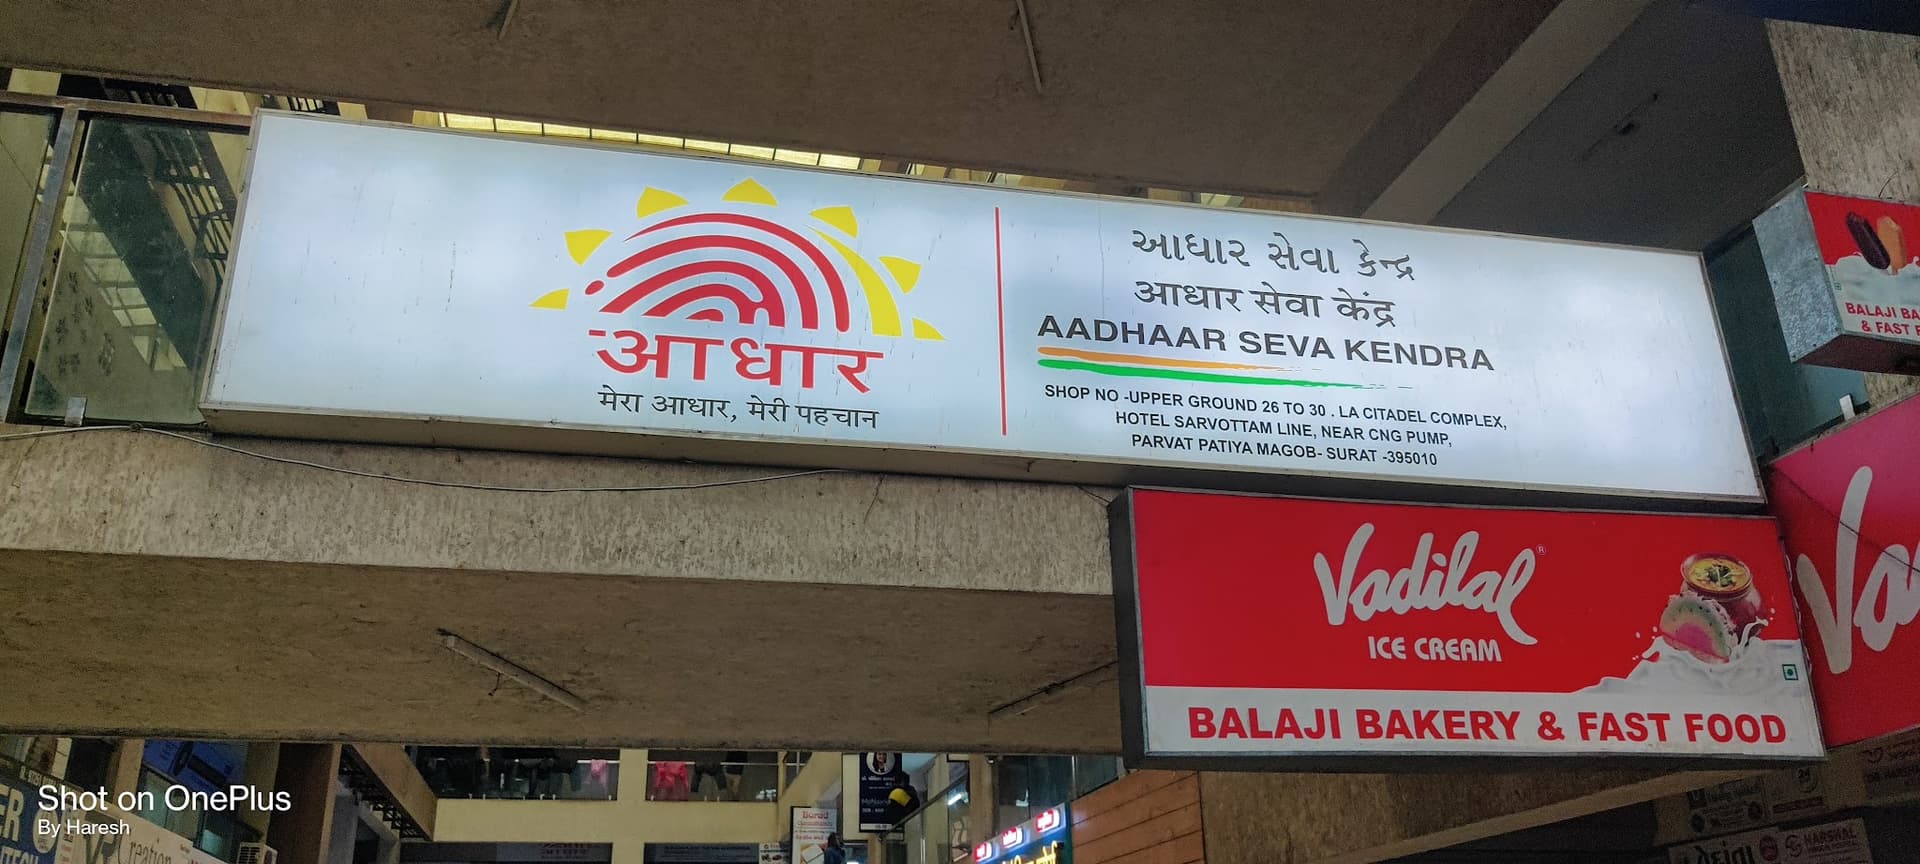 आधार
मेरा आधार, मेरी पहचान
આધાર સેવા કેન્દ્ર
आधार सेवा केंद्र
AADHAAR SEVA KENDRA
SHOP NO -UPPER GROUND 26 TO 30 . LA CITADEL COMPLEX,
HOTEL SARVOTTAM LINE, NEAR CNG PUMP,
PARVAT PATIYA MAGOB- SURAT -395010
Vadilal®
ICE CREAM
BALAJI BAKERY & FAST FOOD
BALAJI
& FAST
Shot on OnePlus
By Haresh
Creation
HARSHAL